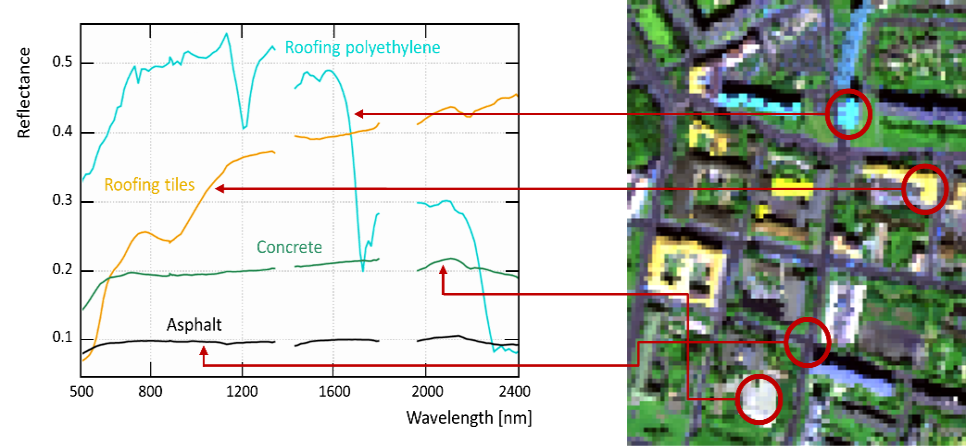 Reflectance
0.5
0.4
0.3
0.2
0.1
Roofing polyethylene
Roofing tiles
Concrete
Asphalt
500 800 1200 1600 2000 2400
Wavelength [nm]